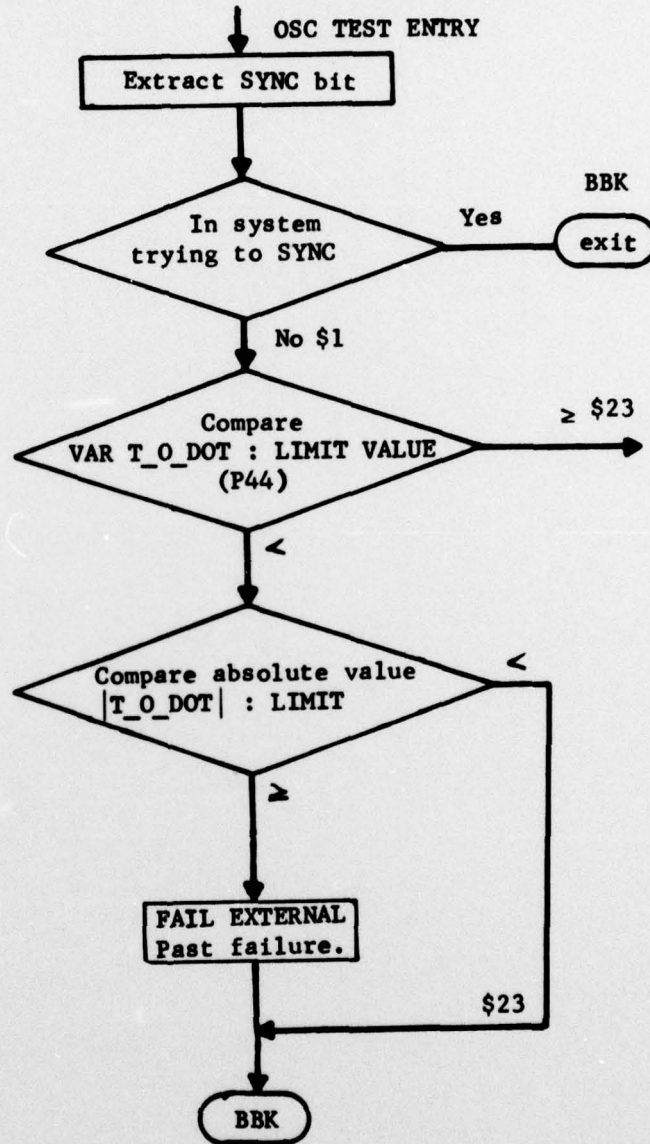 OSC TEST ENTRY
Extract SYNC bit
In system
trying to SYNC
Yes
BBK
exit
No $1
Compare
VAR T_O_DOT : LIMIT VALUE
(P44)
≥ $23
<
Compare absolute value
|T_O_DOT| : LIMIT
<
≥
FAIL EXTERNAL
Past failure.
$23
BBK